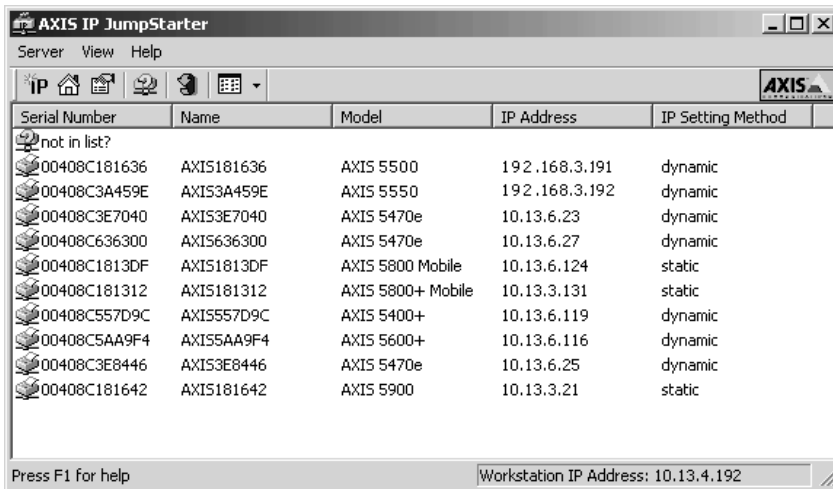 AXIS IP JumpStarter
Server View Help
IP AXIS COMMUNICATIONS
Serial Number Name Model IP Address IP Setting Method
not in list?
00408C181636 AXIS181636 AXIS 5500 192.168.3.191 dynamic
00408C3A459E AXIS3A459E AXIS 5550 192.168.3.192 dynamic
00408C3E7040 AXIS3E7040 AXIS 5470e 10.13.6.23 dynamic
00408C636300 AXIS636300 AXIS 5470e 10.13.6.27 dynamic
00408C1813DF AXIS1813DF AXIS 5800 Mobile 10.13.6.124 static
00408C181312 AXIS181312 AXIS 5800+ Mobile 10.13.3.131 static
00408C557D9C AXIS557D9C AXIS 5400+ 10.13.6.119 dynamic
00408C5AA9F4 AXIS5AA9F4 AXIS 5600+ 10.13.6.116 dynamic
00408C3E8446 AXIS3E8446 AXIS 5470e 10.13.6.25 dynamic
00408C181642 AXIS181642 AXIS 5900 10.13.3.21 static
Press F1 for help Workstation IP Address: 10.13.4.192